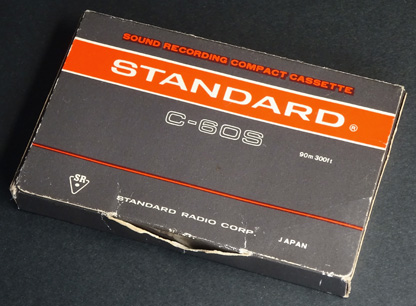 SOUND RECORDING COMPACT CASSETTE
STANDARD®
C-60S
90m 300ft
SR
STANDARD RADIO CORP.
JAPAN